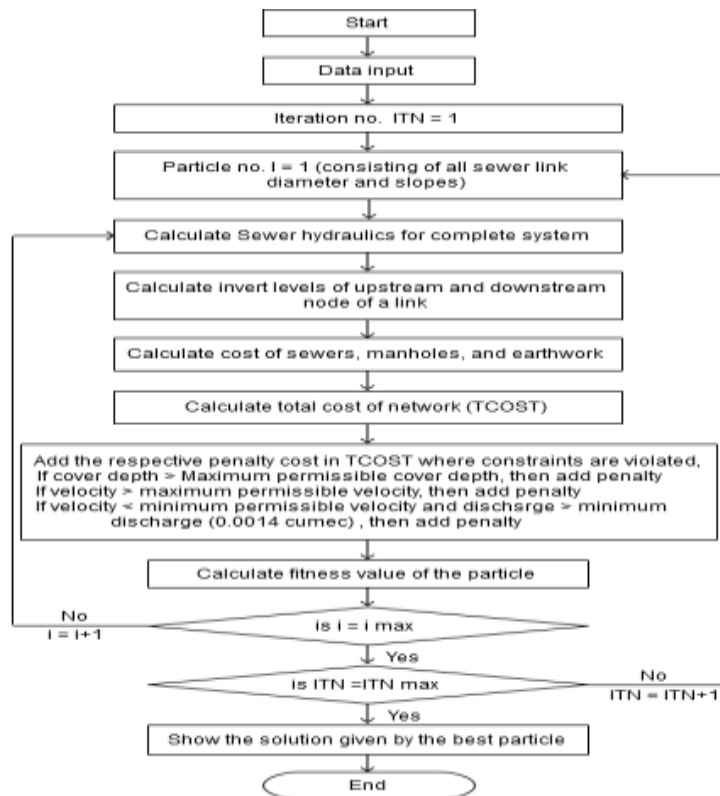 Start
Data input
Iteration no. ITN = 1
Particle no. I = 1 (consisting of all sewer link
diameter and slopes)
Calculate Sewer hydraulics for complete system
Calculate invert levels of upstream and downstream
node of a link
Calculate cost of sewers, manholes, and earthwork
Calculate total cost of network (TCOST)
Add the respective penalty cost in TCOST where constraints are violated,
If cover depth > Maximum permissible cover depth, then add penalty
If velocity > maximum permissible velocity, then add penalty
If velocity < minimum permissible velocity and discharge > minimum
discharge (0.0014 cumec) , then add penalty
Calculate fitness value of the particle
No
i = i+1
is i = i max
Yes
is ITN =ITN max
No
ITN = ITN+1
Yes
Show the solution given by the best particle
End